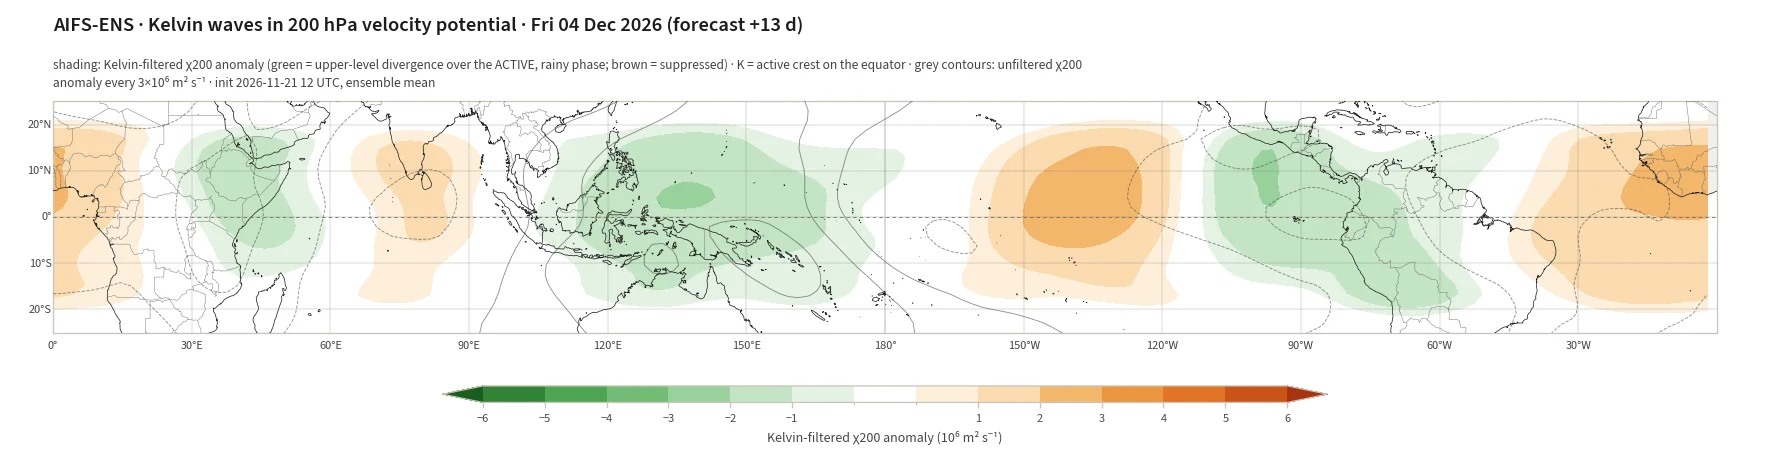 AIFS-ENS · Kelvin waves in 200 hPa velocity potential · Fri 04 Dec 2026 (forecast +13 d)
shading: Kelvin-filtered χ200 anomaly (green = upper-level divergence over the ACTIVE, rainy phase; brown = suppressed) · K = active crest on the equator · grey contours: unfiltered χ200
anomaly every 3×10⁶ m² s⁻¹ · init 2026-11-21 12 UTC, ensemble mean
20°N
10°N
0°
10°S
20°S
0° 30°E 60°E 90°E 120°E 150°E 180° 150°W 120°W 90°W 60°W 30°W
−6 −5 −4 −3 −2 −1 1 2 3 4 5 6
Kelvin-filtered χ200 anomaly (10⁶ m² s⁻¹)